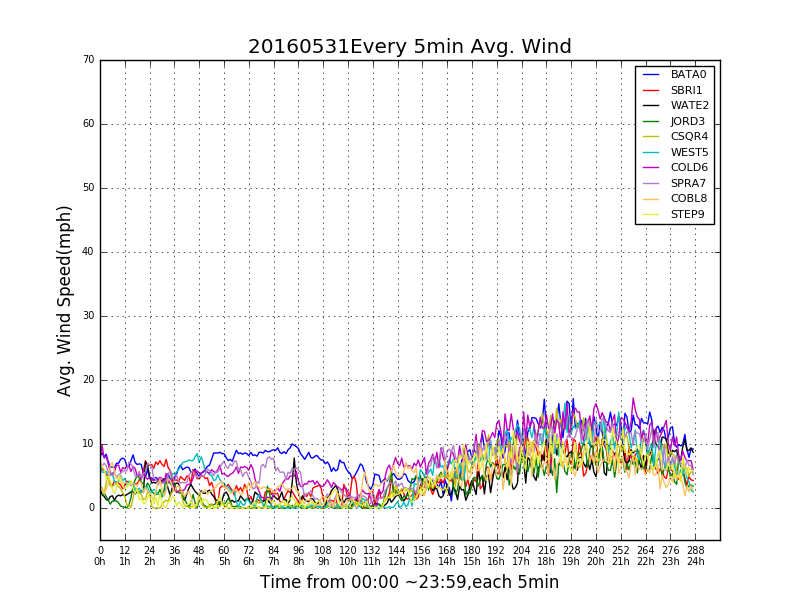 20160531Every 5min Avg. Wind
70
60
50
40
30
20
10
0
Avg. Wind Speed(mph)
BATA0
SBRI1
WATE2
JORD3
CSQR4
WEST5
COLD6
SPRA7
COBL8
STEP9
0 12 24 36 48 60 72 84 96 108 120 132 144 156 168 180 192 204 216 228 240 252 264 276 288
0h 1h 2h 3h 4h 5h 6h 7h 8h 9h 10h 11h 12h 13h 14h 15h 16h 17h 18h 19h 20h 21h 22h 23h 24h
Time from 00:00 ~23:59,each 5min